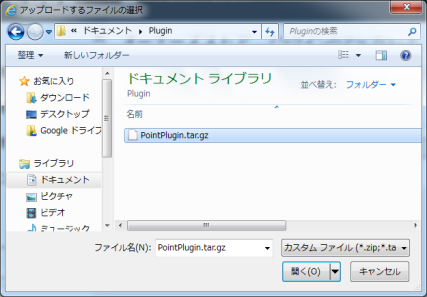 アップロードするファイルの選択
« ドキュメント ▸ Plugin
Pluginの検索
整理 ▼ 新しいフォルダー
お気に入り
ダウンロード
デスクトップ
Google ドライブ
ライブラリ
ドキュメント
ピクチャ
ビデオ
ミュージック
ドキュメント ライブラリ
Plugin
並べ替え: フォルダー ▼
名前
PointPlugin.tar.gz
ファイル名(N): PointPlugin.tar.gz
カスタム ファイル (*.zip;*.ta
開く(O)
キャンセル